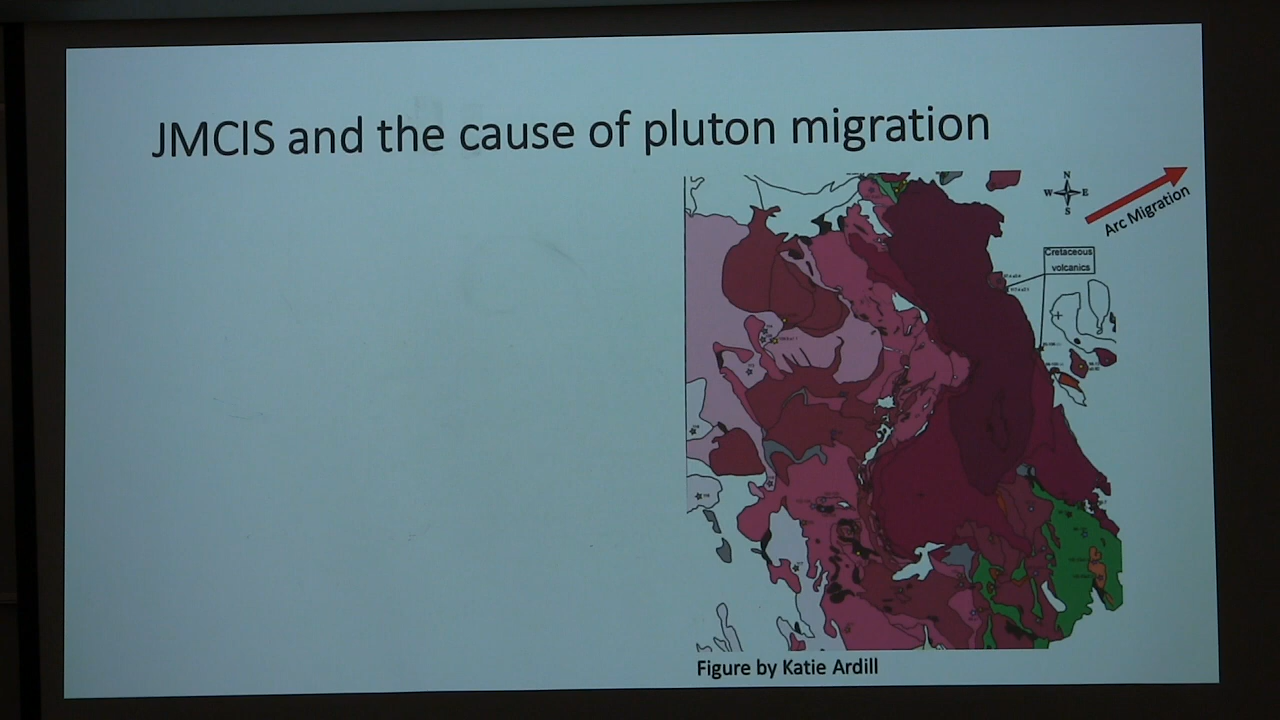 JMCIS and the cause of pluton migration
N
W E
S
Arc Migration
Cretaceous
volcanics
Figure by Katie Ardill